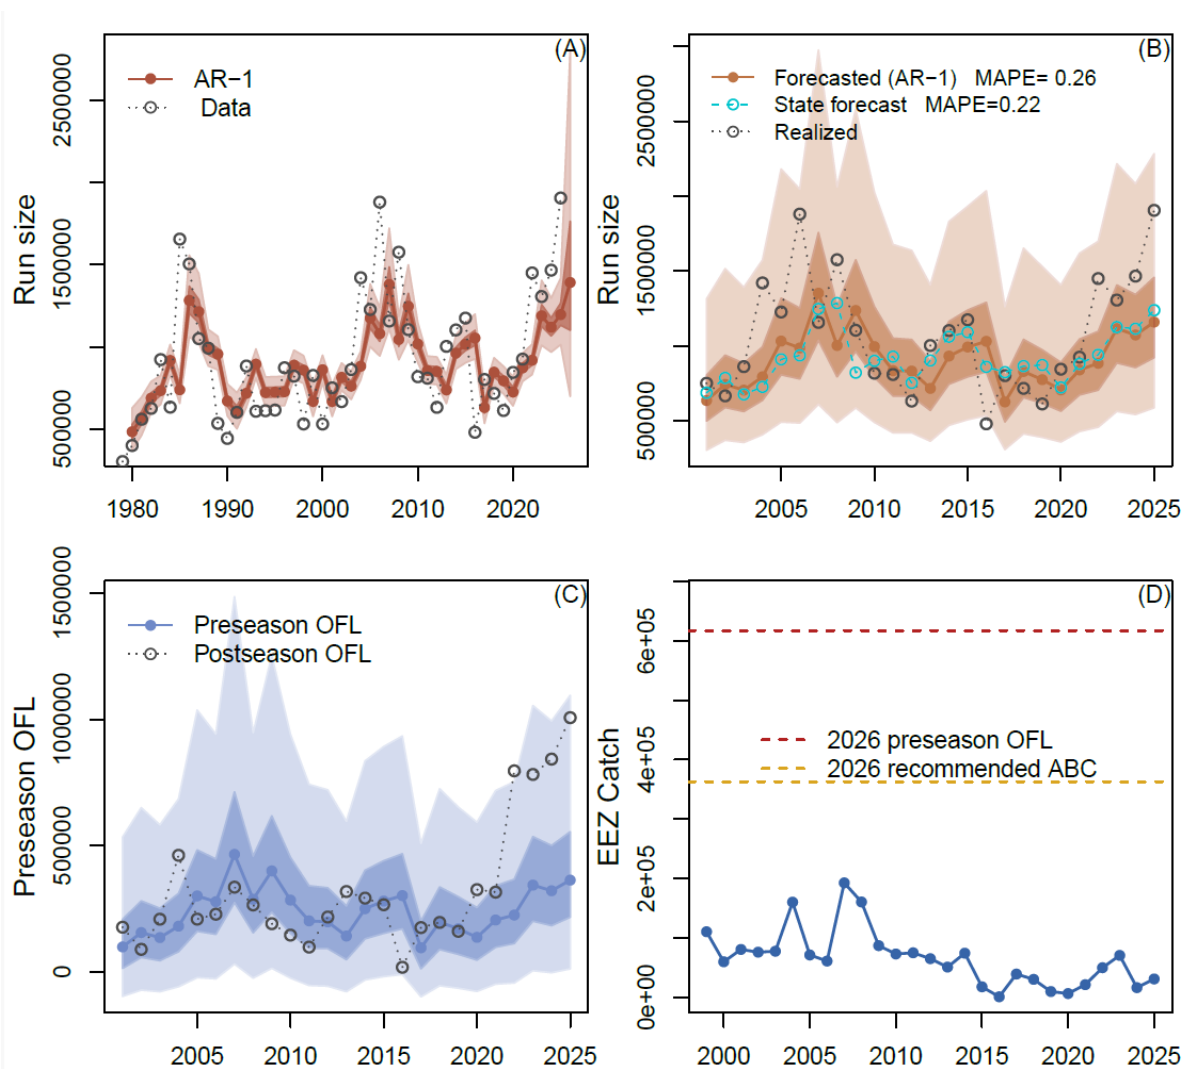 (A)
AR−1
Data
Run size
500000
1500000
2500000
1980
1990
2000
2010
2020
(B)
Forecasted (AR−1) MAPE= 0.26
State forecast MAPE=0.22
Realized
Run size
500000
1500000
2500000
2005
2010
2015
2020
2025
(C)
Preseason OFL
Postseason OFL
Preseason OFL
0
500000
1000000
1500000
2005
2010
2015
2020
2025
(D)
2026 preseason OFL
2026 recommended ABC
EEZ Catch
0e+00
2e+05
4e+05
6e+05
2000
2005
2010
2015
2020
2025